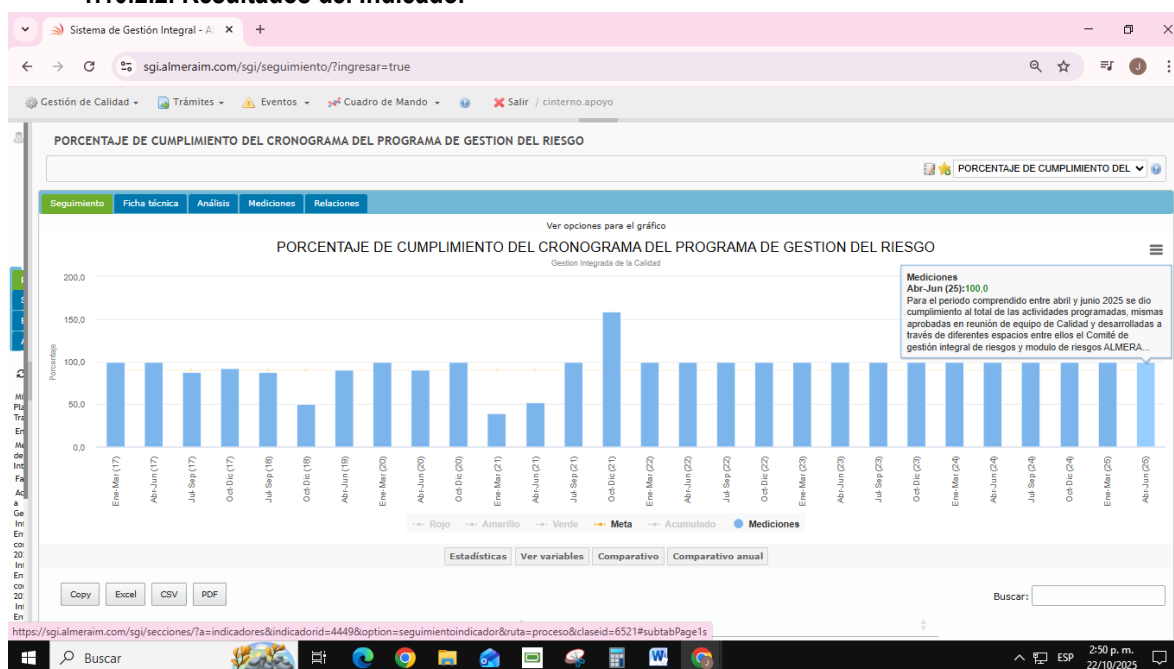 Sistema de Gestión Integral - Al
sgi.almeraim.com/sgi/seguimiento/?ingresar=true
Gestión de Calidad
Trámites
Eventos
Cuadro de Mando
Salir / cinterno.apoyo
PORCENTAJE DE CUMPLIMIENTO DEL CRONOGRAMA DEL PROGRAMA DE GESTION DEL RIESGO
PORCENTAJE DE CUMPLIMIENTO DEL
Seguimiento Ficha técnica Análisis Mediciones Relaciones
Ver opciones para el gráfico
PORCENTAJE DE CUMPLIMIENTO DEL CRONOGRAMA DEL PROGRAMA DE GESTION DEL RIESGO
Gestion Integrada de la Calidad
Mediciones
Abr-Jun (25):100,0
Para el periodo comprendido entre abril y junio 2025 se dio
cumplimiento al total de las actividades programadas, mismas
aprobadas en reunión de equipo de Calidad y desarrolladas a
través de diferentes espacios entre ellos el Comité de
gestión integral de riesgos y modulo de riesgos ALMERA...
Porcentaje
200,0
150,0
100,0
50,0
0,0
Ene-Mar (17)
Abr-Jun (17)
Jul-Sep (17)
Oct-Dic (17)
Jul-Sep (18)
Oct-Dic (18)
Abr-Jun (19)
Ene-Mar (20)
Abr-Jun (20)
Oct-Dic (20)
Ene-Mar (21)
Abr-Jun (21)
Jul-Sep (21)
Oct-Dic (21)
Ene-Mar (22)
Abr-Jun (22)
Jul-Sep (22)
Oct-Dic (22)
Ene-Mar (23)
Abr-Jun (23)
Jul-Sep (23)
Oct-Dic (23)
Ene-Mar (24)
Abr-Jun (24)
Jul-Sep (24)
Oct-Dic (24)
Ene-Mar (25)
Abr-Jun (25)
Rojo Amarillo Verde Meta Acumulado Mediciones
Estadísticas Ver variables Comparativo Comparativo anual
Copy Excel CSV PDF
Buscar:
https://sgi.almeraim.com/sgi/secciones/?a=indicadores&indicadorid=4449&option=seguimientoindicador&ruta=proceso&claseid=6521#subtabPage1s
Buscar
ESP
2:50 p. m.
22/10/2025